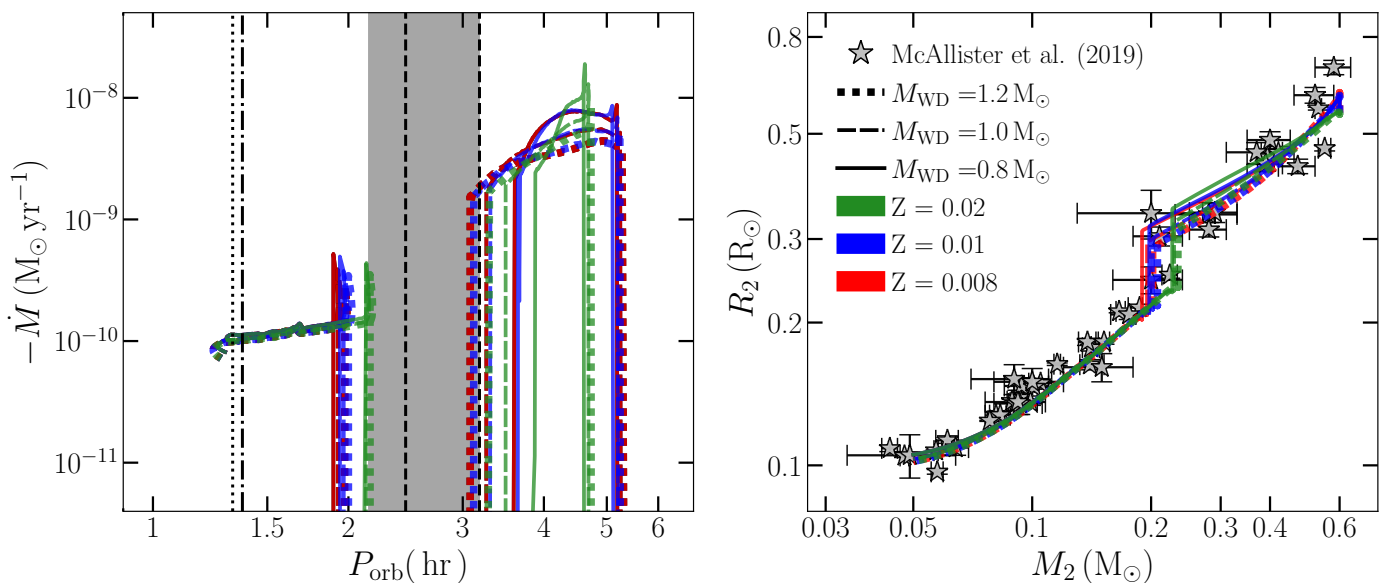 10⁻⁸
10⁻⁹
10⁻¹⁰
10⁻¹¹
−Ṁ (M⊙ yr⁻¹)
1
1.5
2
3
4
5
6
P_orb (hr)
0.8
0.5
0.3
0.2
0.1
R₂ (R⊙)
McAllister et al. (2019)
M_WD =1.2 M⊙
M_WD =1.0 M⊙
M_WD =0.8 M⊙
Z = 0.02
Z = 0.01
Z = 0.008
0.03
0.05
0.1
0.2
0.3
0.4
0.6
M₂ (M⊙)